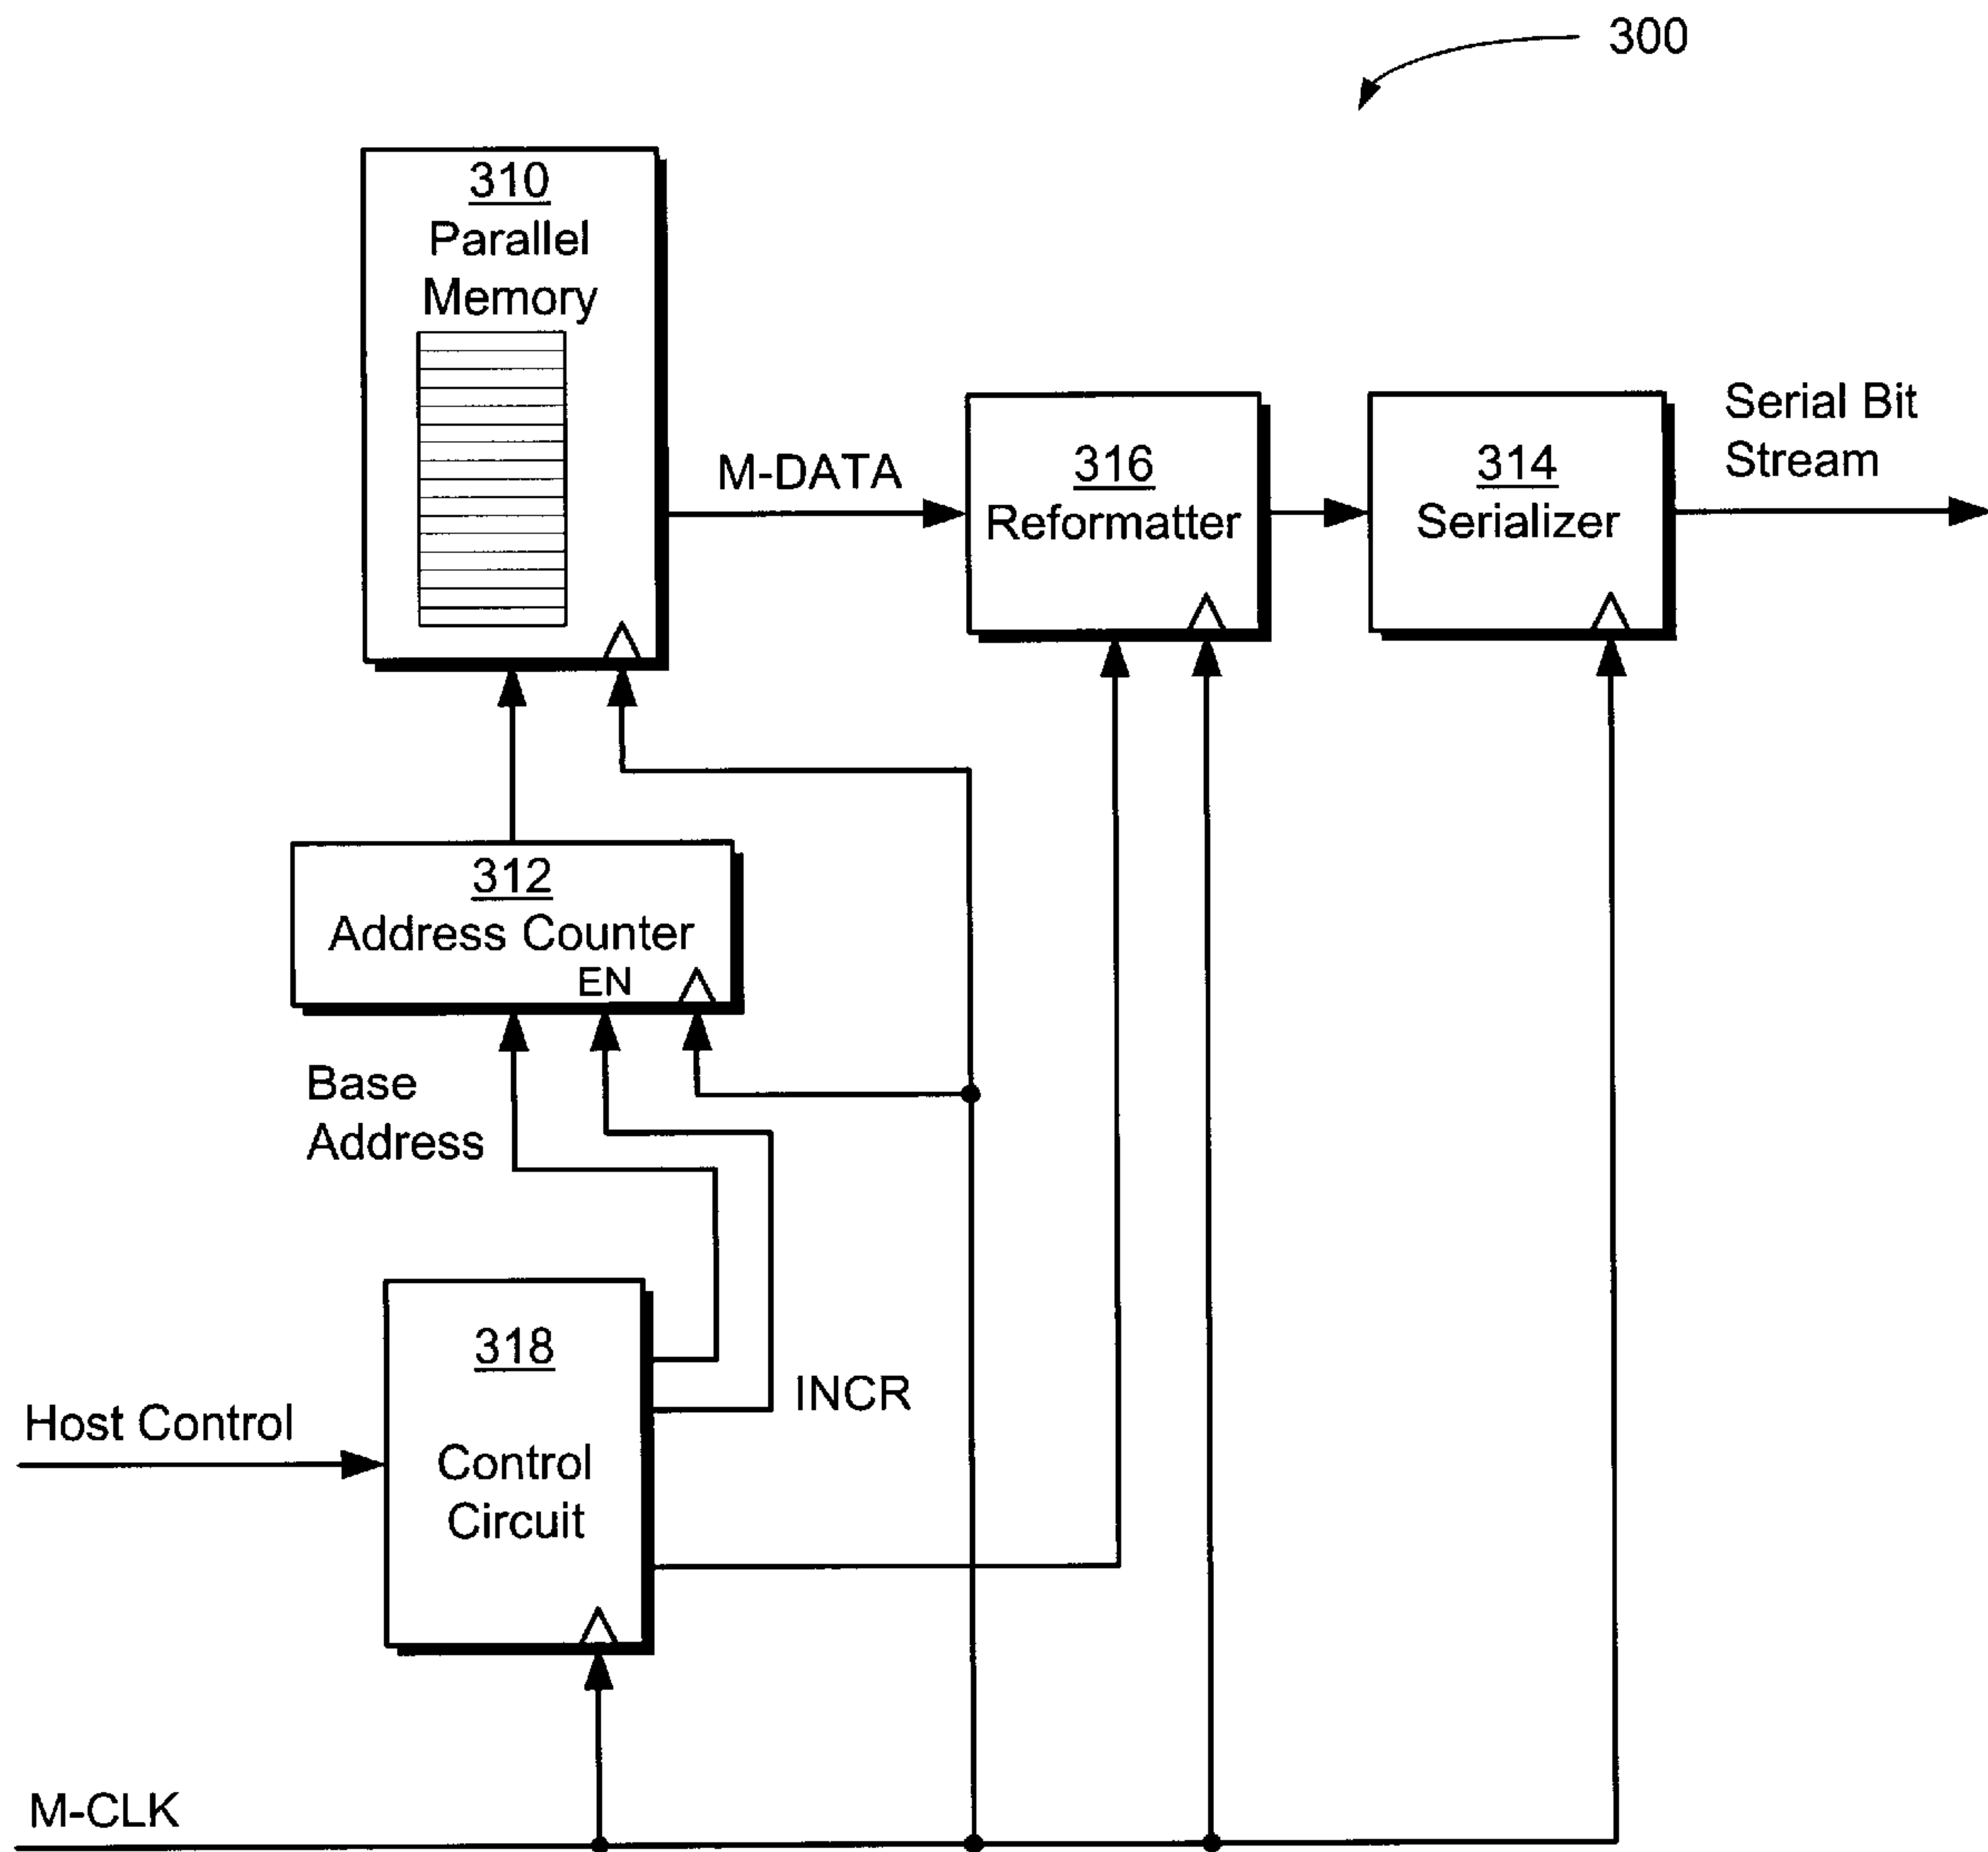 300
310
Parallel
Memory
M-DATA
316
Reformatter
314
Serializer
Serial Bit
Stream
312
Address Counter
EN
Base
Address
318
Control
Circuit
INCR
Host Control
M-CLK